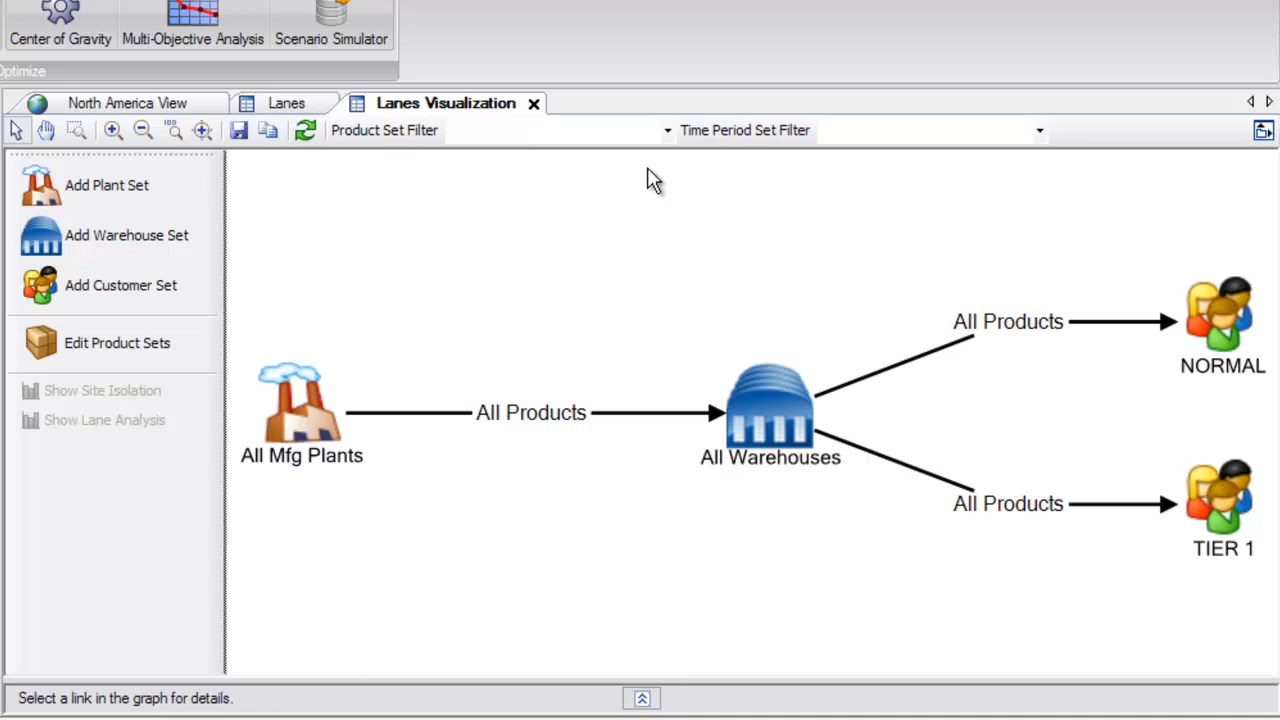 Center of Gravity Multi-Objective Analysis Scenario Simulator
Optimize
North America View Lanes Lanes Visualization
Product Set Filter Time Period Set Filter
Add Plant Set
Add Warehouse Set
Add Customer Set
Edit Product Sets
Show Site Isolation
Show Lane Analysis
All Products
NORMAL
All Products
All Mfg Plants
All Warehouses
All Products
TIER 1
Select a link in the graph for details.